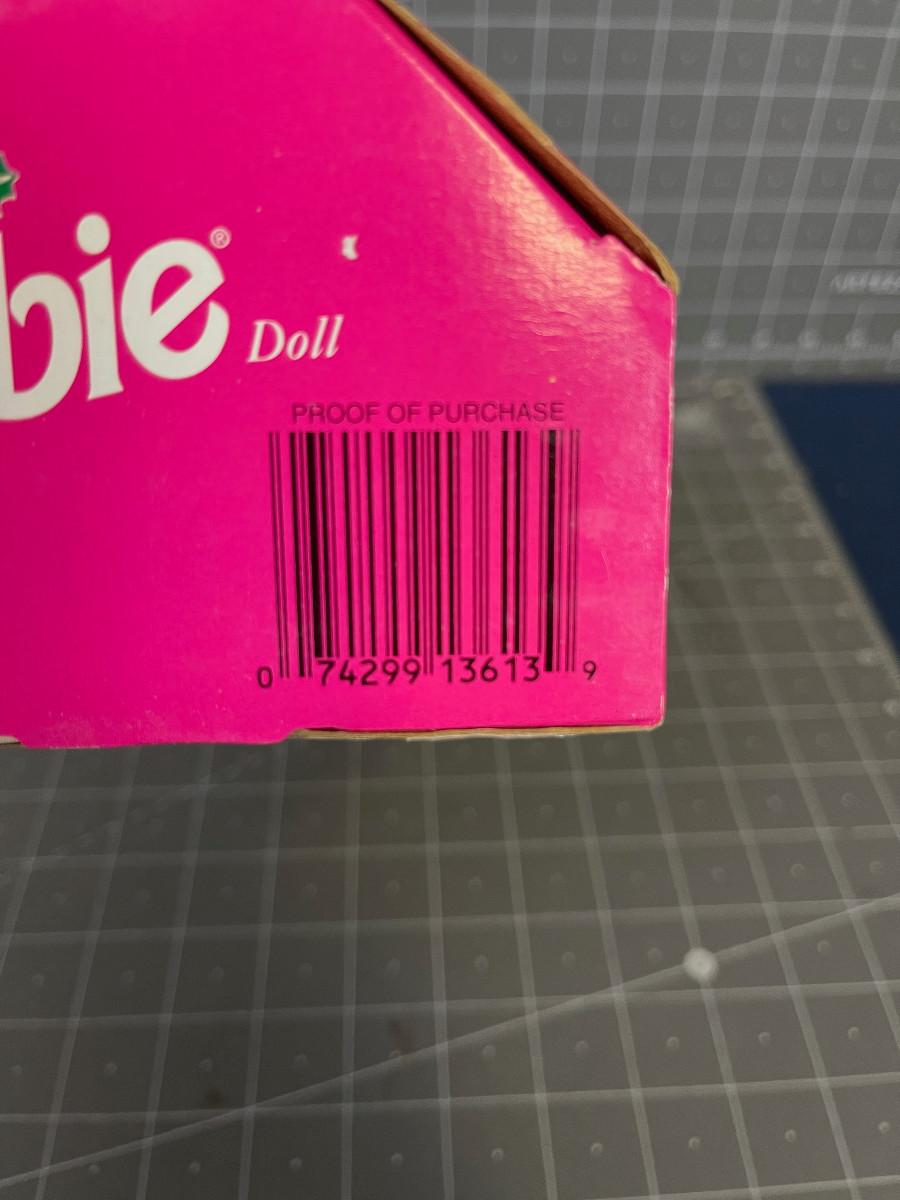 bie®
Doll
PROOF OF PURCHASE
0 74299 13613 9